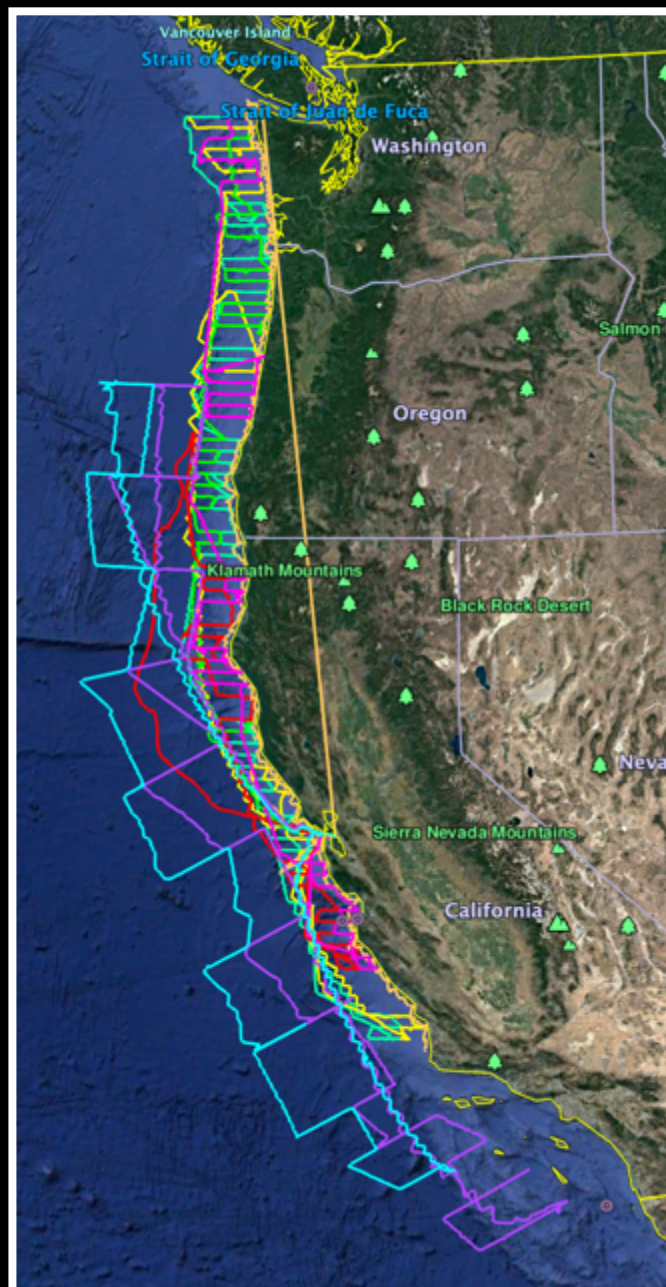 Vancouver Island
Strait of Georgia
Strait of Juan de Fuca
Washington
Salmon
Oregon
Klamath Mountains
Black Rock Desert
Neva
Sierra Nevada Mountains
California